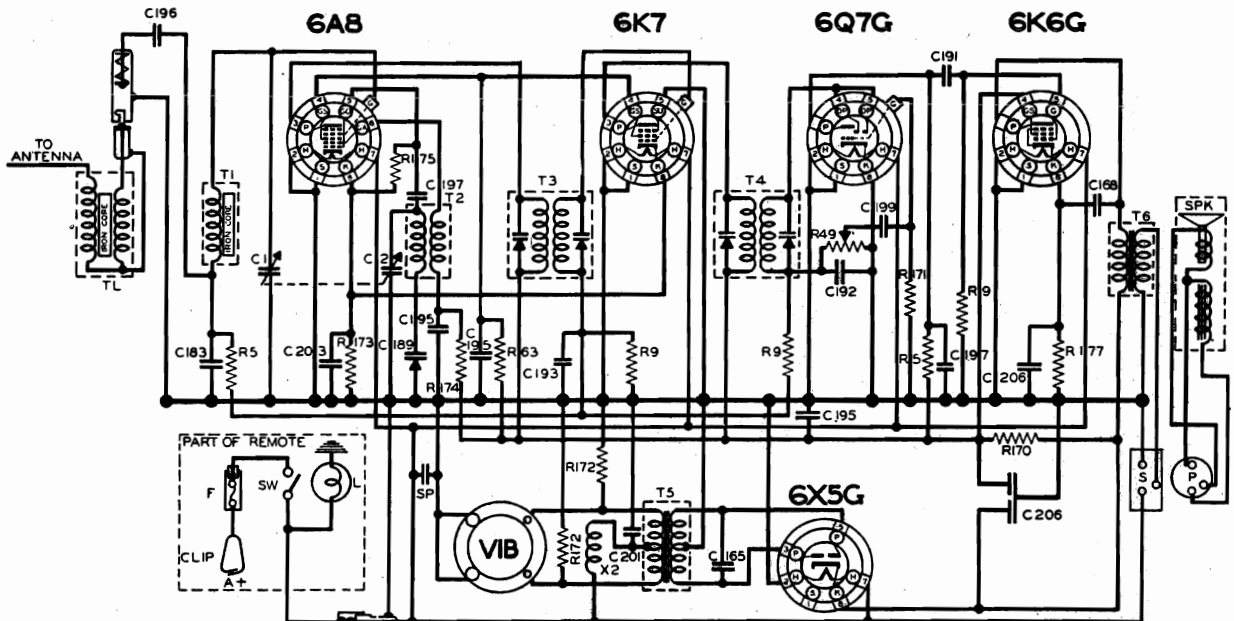 6A8
6K7
6Q7G
6K6G
C196
C191
TO
ANTENNA
IRON CORE
TL
T1
IRON CORE
C183
R5
C1
R175
C197
T2
C2
C203
R173
C189
C195
R174
C195
R163
T3
C193
R9
T4
R9
R49
C199
C192
R171
C195
R15
C197
R19
C206
R177
C168
T6
SPK
R170
C206
S
P
PART OF REMOTE
F
SW
L
CLIP
A+
SP
VIB
R172
R172
X2
C201
T5
C165
6X5G